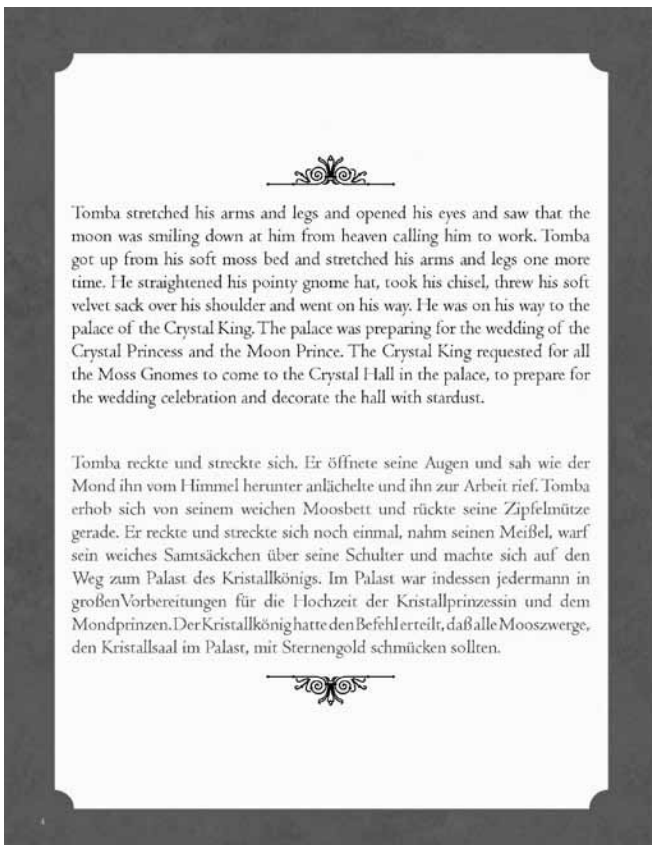 Tomba stretched his arms and legs and opened his eyes and saw that the
moon was smiling down at him from heaven calling him to work. Tomba
got up from his soft moss bed and stretched his arms and legs one more
time. He straightened his pointy gnome hat, took his chisel, threw his soft
velvet sack over his shoulder and went on his way. He was on his way to the
palace of the Crystal King. The palace was preparing for the wedding of the
Crystal Princess and the Moon Prince. The Crystal King requested for all
the Moss Gnomes to come to the Crystal Hall in the palace, to prepare for
the wedding celebration and decorate the hall with stardust.
Tomba reckte und streckte sich. Er öffnete seine Augen und sah wie der
Mond ihn vom Himmel herunter anlächelte und ihn zur Arbeit rief. Tomba
erhob sich von seinem weichen Moosbett und rückte seine Zipfelmütze
gerade. Er reckte und streckte sich noch einmal, nahm seinen Meißel, warf
sein weiches Samtsäckchen über seine Schulter und machte sich auf den
Weg zum Palast des Kristallkönigs. Im Palast war indessen jedermann in
großen Vorbereitungen für die Hochzeit der Kristallprinzessin und dem
Mondprinzen. Der Kristallkönig hatte den Befehl erteilt, daß alle Mooszwerge,
den Kristallsaal im Palast, mit Sternengold schmücken sollten.
4